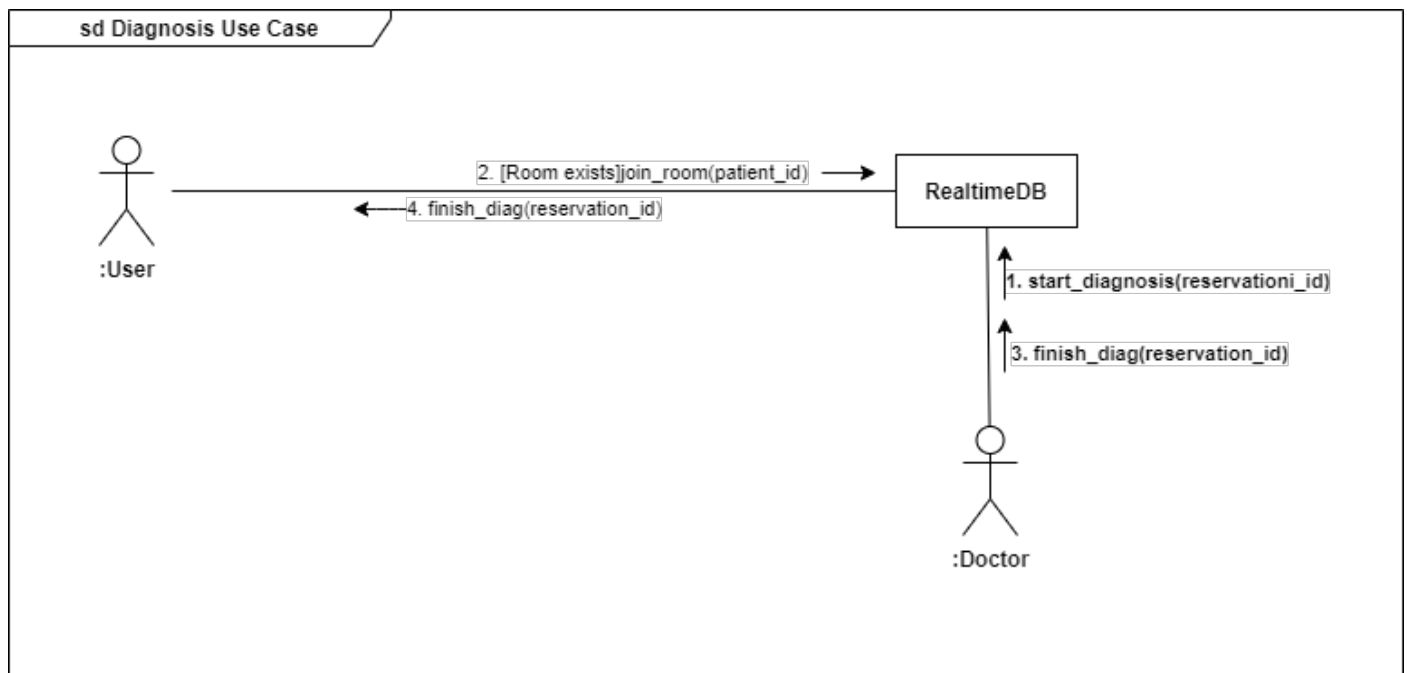 sd Diagnosis Use Case
2. [Room exists]join_room(patient_id)
RealtimeDB
4. finish_diag(reservation_id)
:User
1. start_diagnosis(reservationi_id)
3. finish_diag(reservation_id)
:Doctor